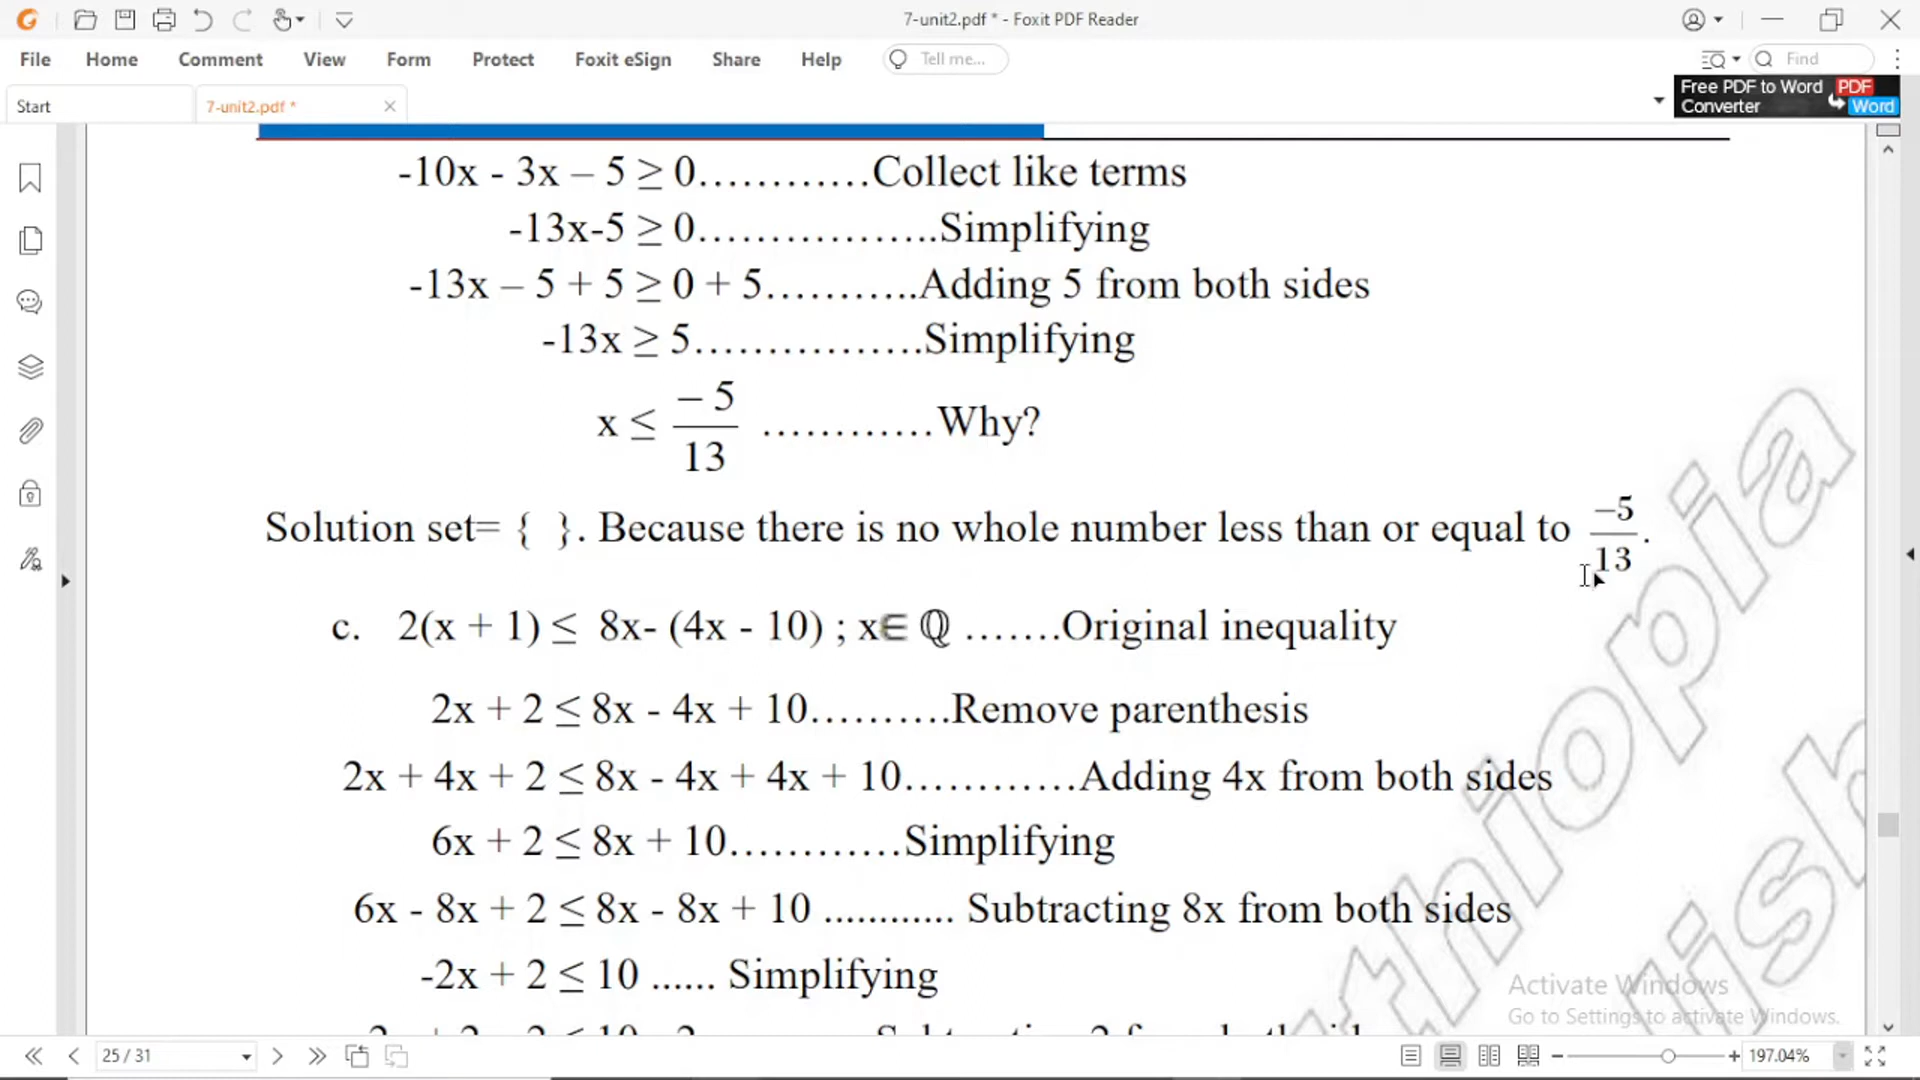 7-unit2.pdf * - Foxit PDF Reader
File Home Comment View Form Protect Foxit eSign Share Help Tell me... Find
Start 7-unit2.pdf *
Free PDF to Word Converter PDF Word
-10x - 3x – 5 ≥ 0…………Collect like terms
-13x-5 ≥ 0……………..Simplifying
-13x – 5 + 5 ≥ 0 + 5………..Adding 5 from both sides
-13x ≥ 5…………….Simplifying
x ≤ – 5/13 …………Why?
Solution set= { }. Because there is no whole number less than or equal to –5/13.
c. 2(x + 1) ≤ 8x- (4x - 10) ; x∈ ℚ …….Original inequality
2x + 2 ≤ 8x - 4x + 10……….Remove parenthesis
2x + 4x + 2 ≤ 8x - 4x + 4x + 10…………Adding 4x from both sides
6x + 2 ≤ 8x + 10…………Simplifying
6x - 8x + 2 ≤ 8x - 8x + 10 ............ Subtracting 8x from both sides
-2x + 2 ≤ 10 ...... Simplifying
Activate Windows
Go to Settings to activate Windows.
25 / 31 197.04%